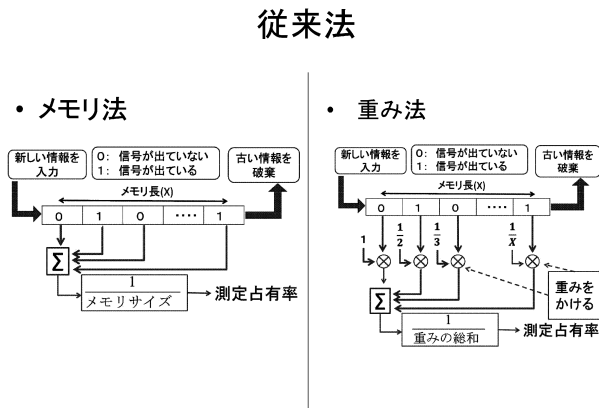 従来法
• メモリ法
新しい情報を
入力
0: 信号が出ていない
1: 信号が出ている
古い情報を
破棄
メモリ長(X)
0 1 0 ‥‥ 1
Σ
1
メモリサイズ
測定占有率
• 重み法
新しい情報を
入力
0: 信号が出ていない
1: 信号が出ている
古い情報を
破棄
メモリ長(X)
0 1 0 ‥‥ 1
1 1/2 1/3 1/X
重みを
かける
Σ
1
重みの総和
測定占有率